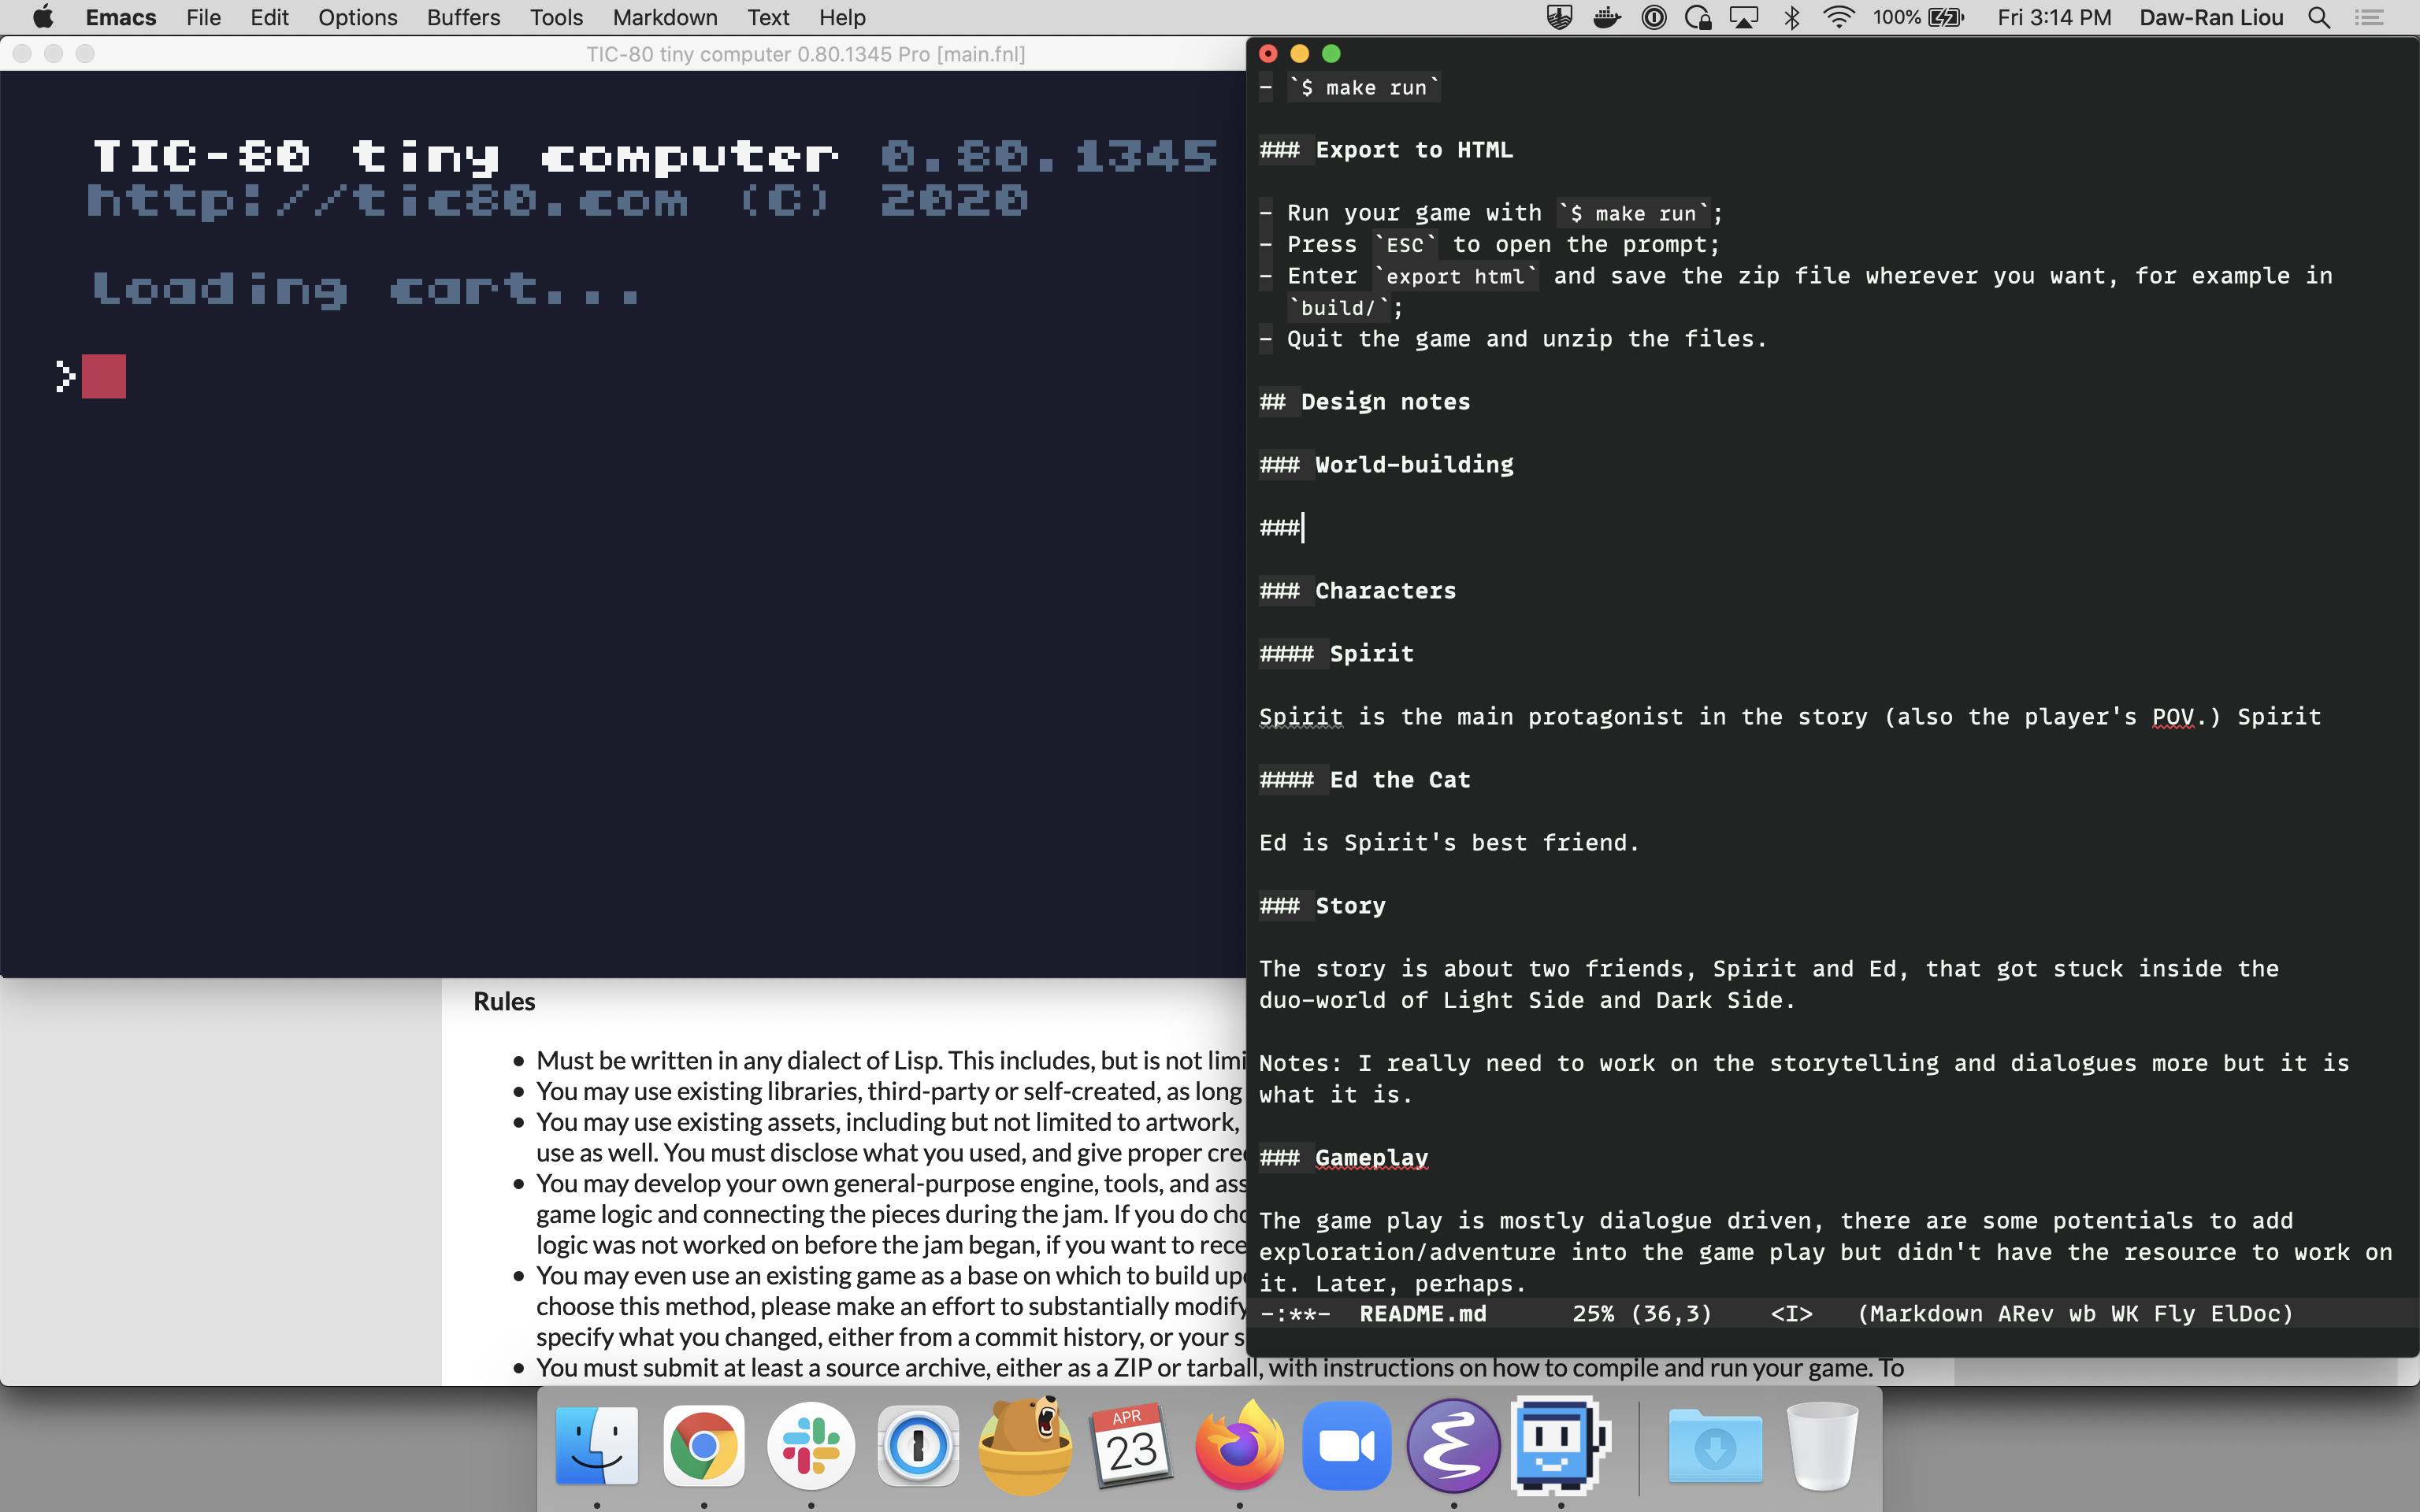 Emacs File Edit Options Buffers Tools Markdown Text Help 100% Fri 3:14 PM Daw-Ran Liou
TIC-80 tiny computer 0.80.1345 Pro [main.fnl]
TIC-80 tiny computer 0.80.1345
http://tic80.com (C) 2020
Loading cart...
>
- `$ make run`
### Export to HTML
- Run your game with `$ make run`;
- Press `ESC` to open the prompt;
- Enter `export html` and save the zip file wherever you want, for example in
`build/`;
- Quit the game and unzip the files.
## Design notes
### World-building
###
### Characters
#### Spirit
Spirit is the main protagonist in the story (also the player's POV.) Spirit
#### Ed the Cat
Ed is Spirit's best friend.
### Story
The story is about two friends, Spirit and Ed, that got stuck inside the
duo-world of Light Side and Dark Side.
Notes: I really need to work on the storytelling and dialogues more but it is
what it is.
### Gameplay
The game play is mostly dialogue driven, there are some potentials to add
exploration/adventure into the game play but didn't have the resource to work on
it. Later, perhaps.
-:**- README.md 25% (36,3) <I> (Markdown ARev wb WK Fly ElDoc)
Rules
• Must be written in any dialect of Lisp. This includes, but is not limi
• You may use existing libraries, third-party or self-created, as long
• You may use existing assets, including but not limited to artwork,
use as well. You must disclose what you used, and give proper cre
• You may develop your own general-purpose engine, tools, and ass
game logic and connecting the pieces during the jam. If you do cho
logic was not worked on before the jam began, if you want to rece
• You may even use an existing game as a base on which to build up
choose this method, please make an effort to substantially modify
specify what you changed, either from a commit history, or your s
• You must submit at least a source archive, either as a ZIP or tarball, with instructions on how to compile and run your game. To
APR
23